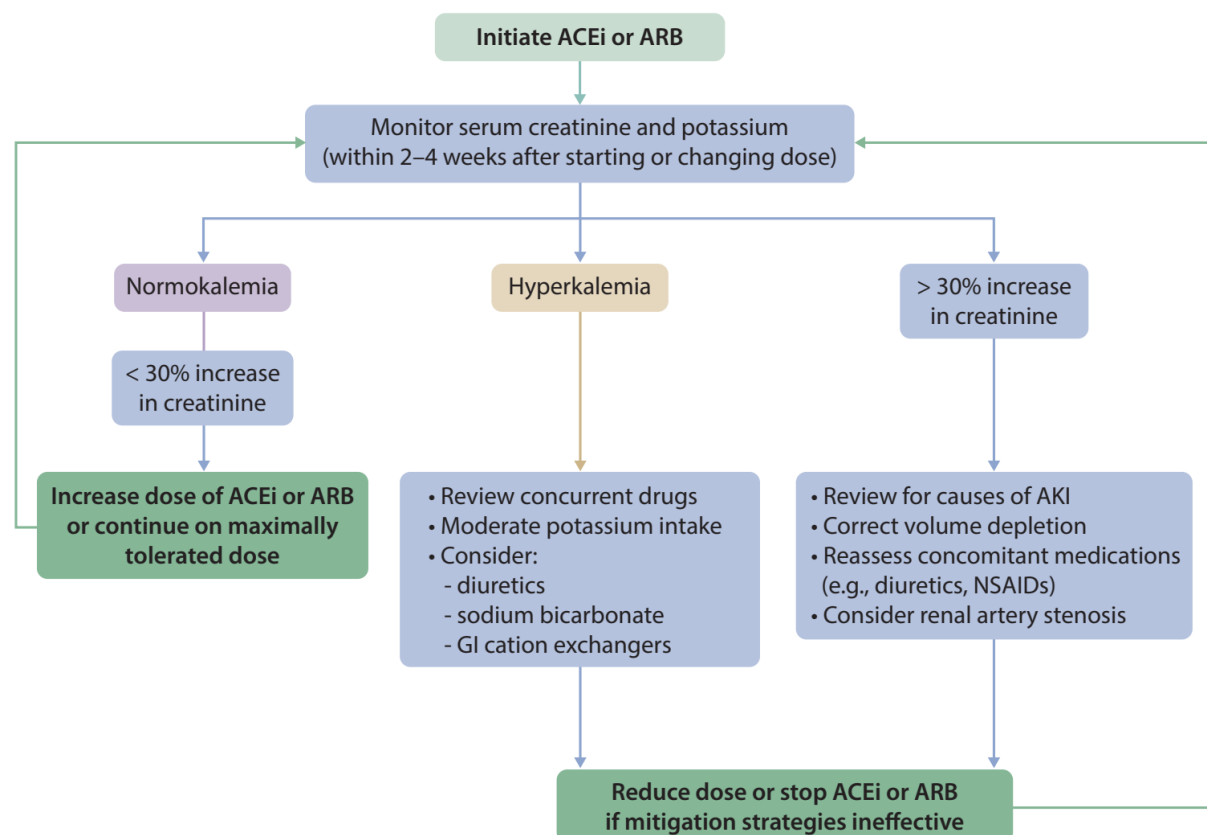 Initiate ACEi or ARB
Monitor serum creatinine and potassium
(within 2–4 weeks after starting or changing dose)
Normokalemia
< 30% increase
in creatinine
Increase dose of ACEi or ARB
or continue on maximally
tolerated dose
Hyperkalemia
• Review concurrent drugs
• Moderate potassium intake
• Consider:
- diuretics
- sodium bicarbonate
- GI cation exchangers
> 30% increase
in creatinine
• Review for causes of AKI
• Correct volume depletion
• Reassess concomitant medications
(e.g., diuretics, NSAIDs)
• Consider renal artery stenosis
Reduce dose or stop ACEi or ARB
if mitigation strategies ineffective